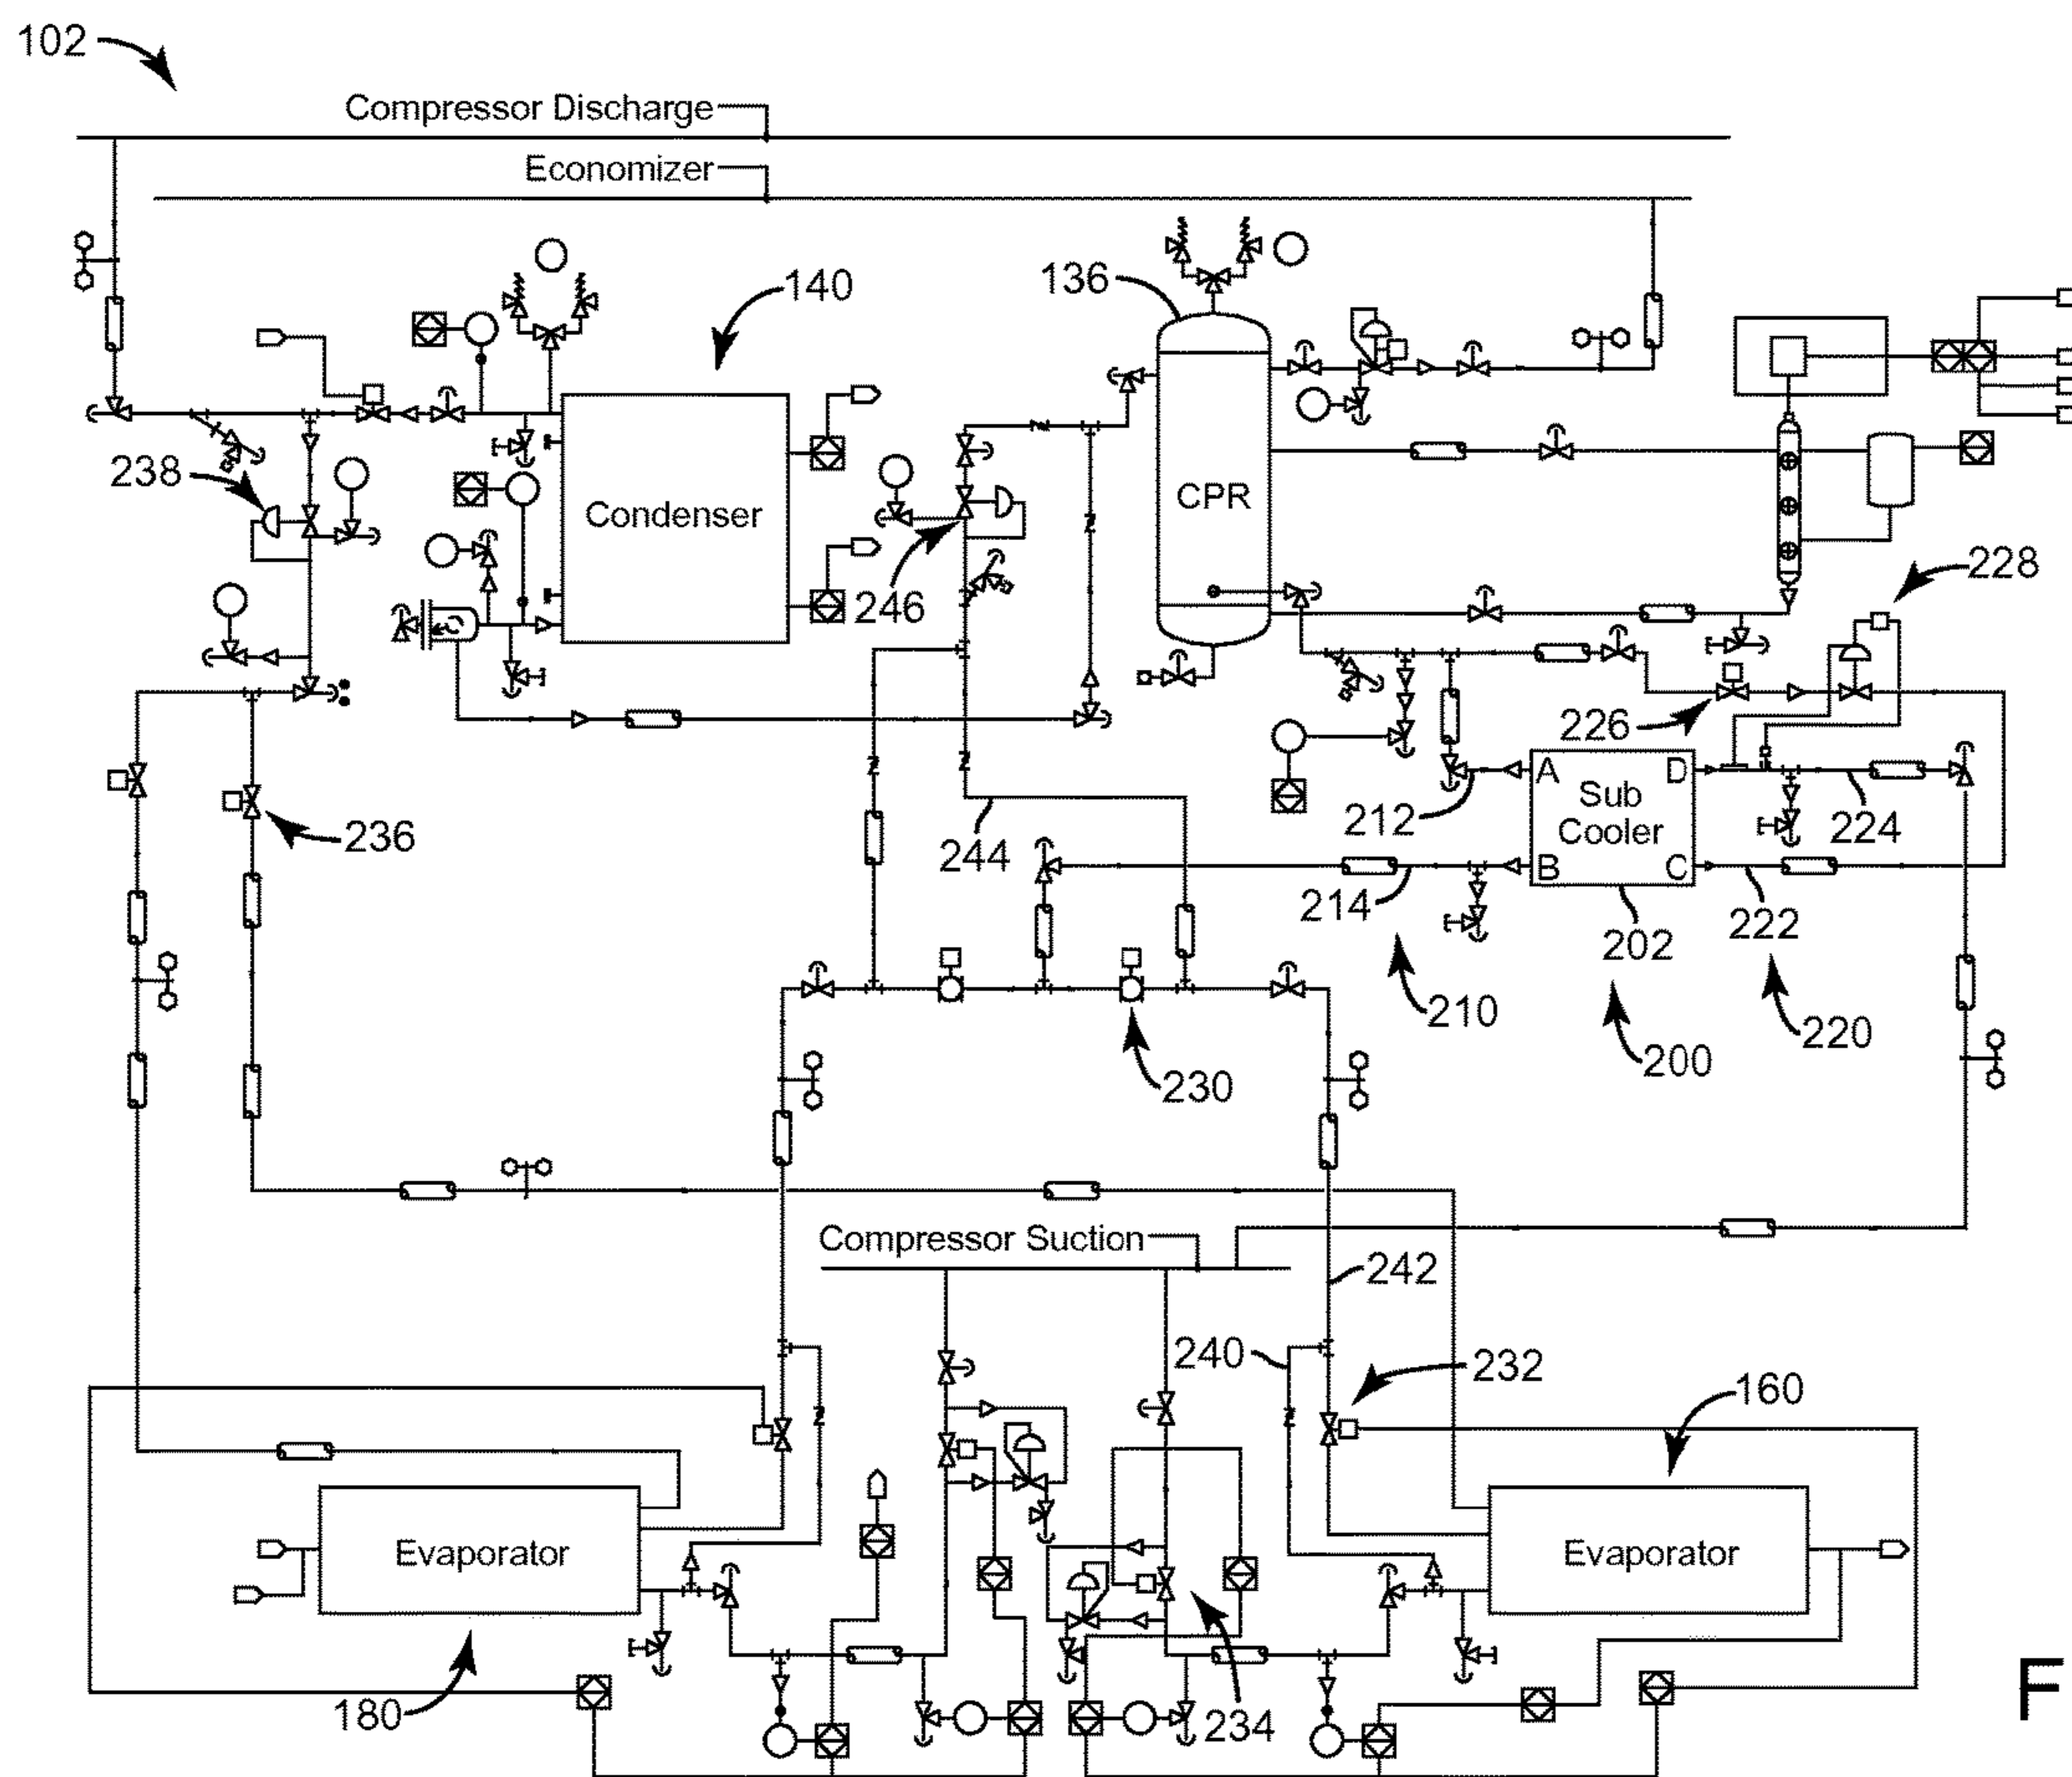 102
Compressor Discharge
Economizer
140
136
238
Condenser
CPR
246
228
226
A
D
Sub
Cooler
212
224
236
244
B
C
214
222
202
210
220
200
230
Compressor Suction
242
240
232
160
Evaporator
Evaporator
180
234
F